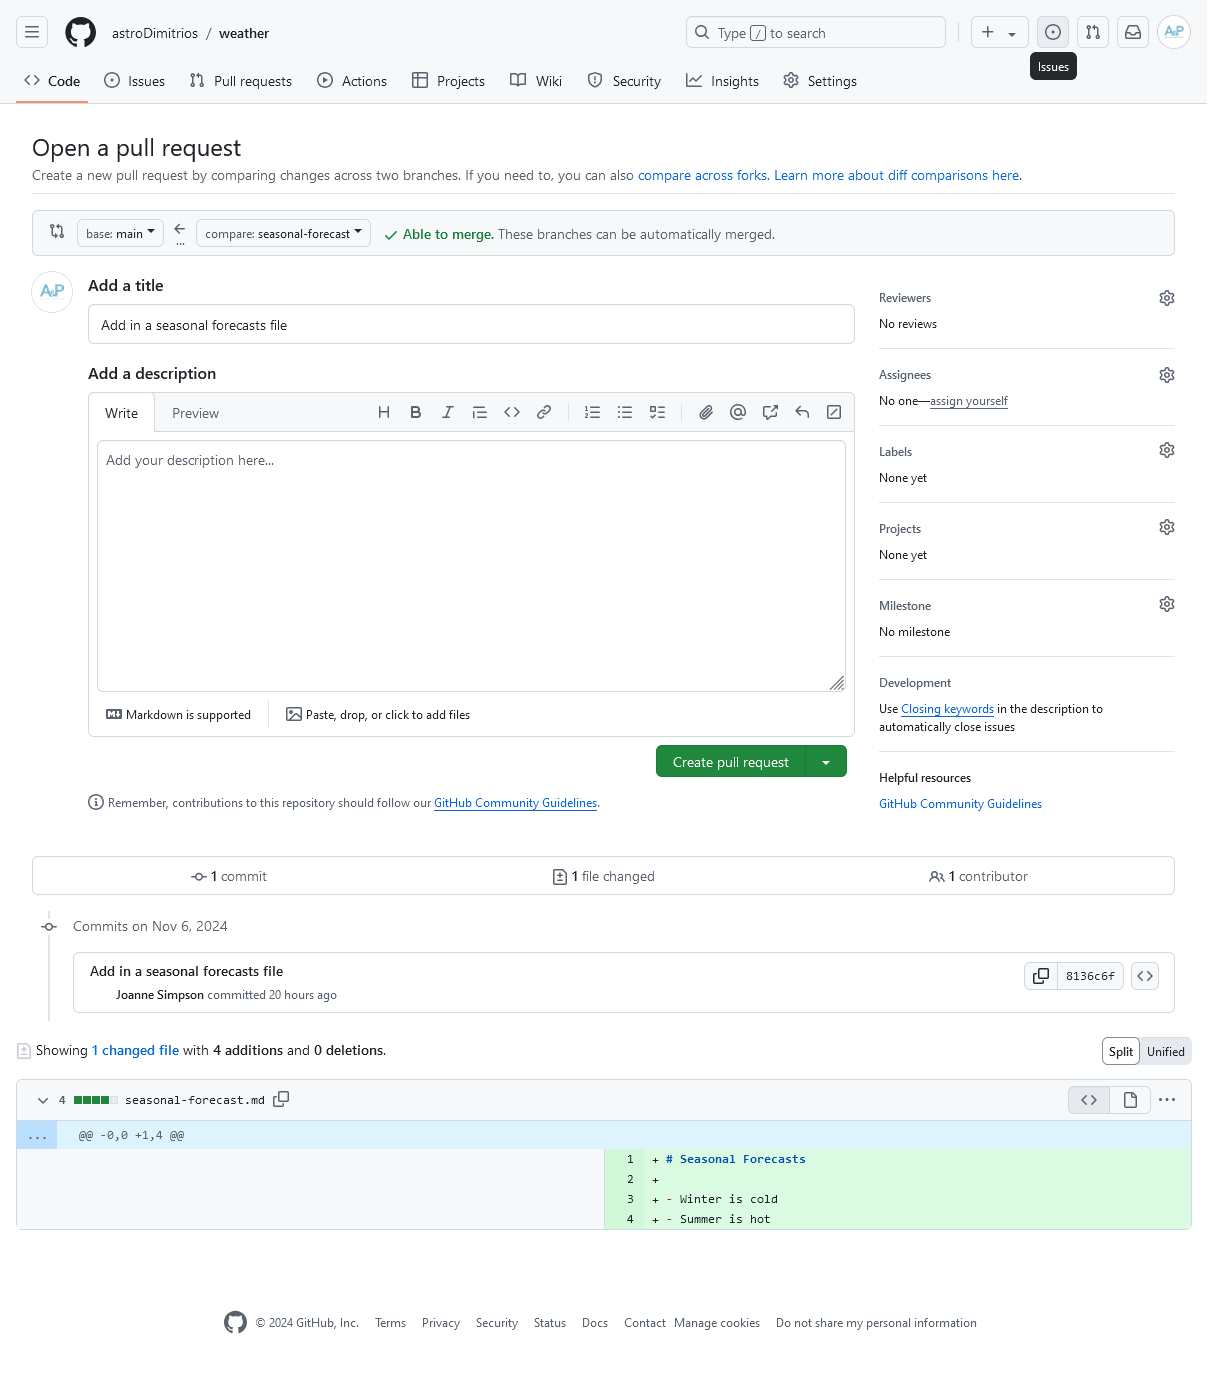 astroDimitrios / weather
Type / to search
A&P
Issues
Code
Issues
Pull requests
Actions
Projects
Wiki
Security
Insights
Settings
Open a pull request
Create a new pull request by comparing changes across two branches. If you need to, you can also compare across forks. Learn more about diff comparisons here.
base: main
...
compare: seasonal-forecast
Able to merge. These branches can be automatically merged.
A&P
Add a title
Add in a seasonal forecasts file
Add a description
Write
Preview
Add your description here...
Markdown is supported
Paste, drop, or click to add files
Create pull request
Remember, contributions to this repository should follow our GitHub Community Guidelines.
Reviewers
No reviews
Assignees
No one—assign yourself
Labels
None yet
Projects
None yet
Milestone
No milestone
Development
Use Closing keywords in the description to
automatically close issues
Helpful resources
GitHub Community Guidelines
1 commit
1 file changed
1 contributor
Commits on Nov 6, 2024
Add in a seasonal forecasts file
Joanne Simpson committed 20 hours ago
8136c6f
Showing 1 changed file with 4 additions and 0 deletions.
Split
Unified
4
seasonal-forecast.md
...
@@ -0,0 +1,4 @@
1 + # Seasonal Forecasts
2 +
3 + - Winter is cold
4 + - Summer is hot
© 2024 GitHub, Inc.
Terms
Privacy
Security
Status
Docs
Contact
Manage cookies
Do not share my personal information